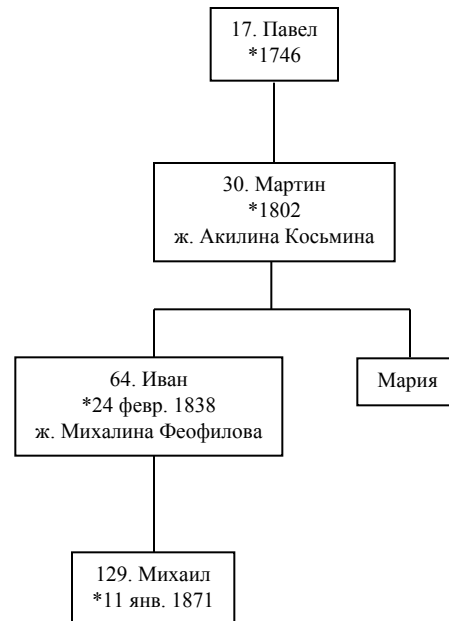 17. Павел
*1746
30. Мартин
*1802
ж. Акилина Косьмина
64. Иван
*24 февр. 1838
ж. Михалина Феофилова
Мария
129. Михаил
*11 янв. 1871